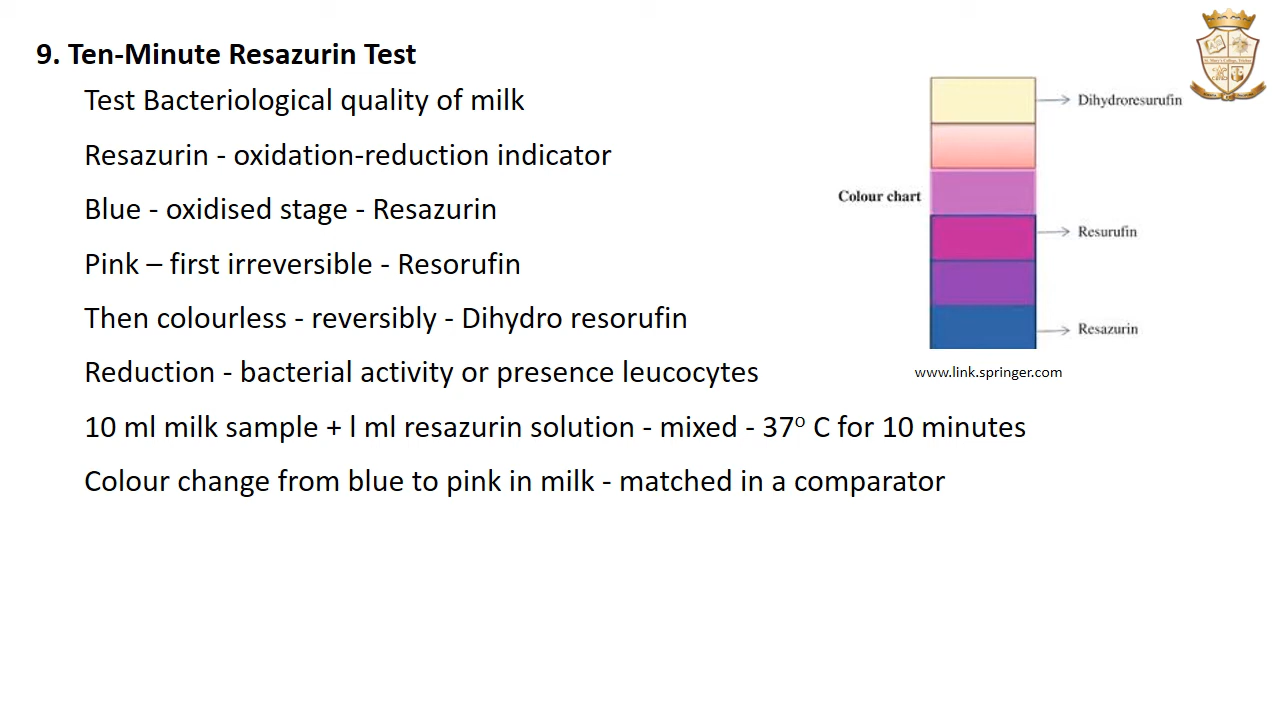 9. Ten-Minute Resazurin Test
Test Bacteriological quality of milk
Resazurin - oxidation-reduction indicator
Blue - oxidised stage - Resazurin
Pink – first irreversible - Resorufin
Then colourless - reversibly - Dihydro resorufin
Reduction - bacterial activity or presence leucocytes
10 ml milk sample + l ml resazurin solution - mixed - 37⁰ C for 10 minutes
Colour change from blue to pink in milk - matched in a comparator
Dihydroresurufin
Colour chart
Resurufin
Resazurin
www.link.springer.com